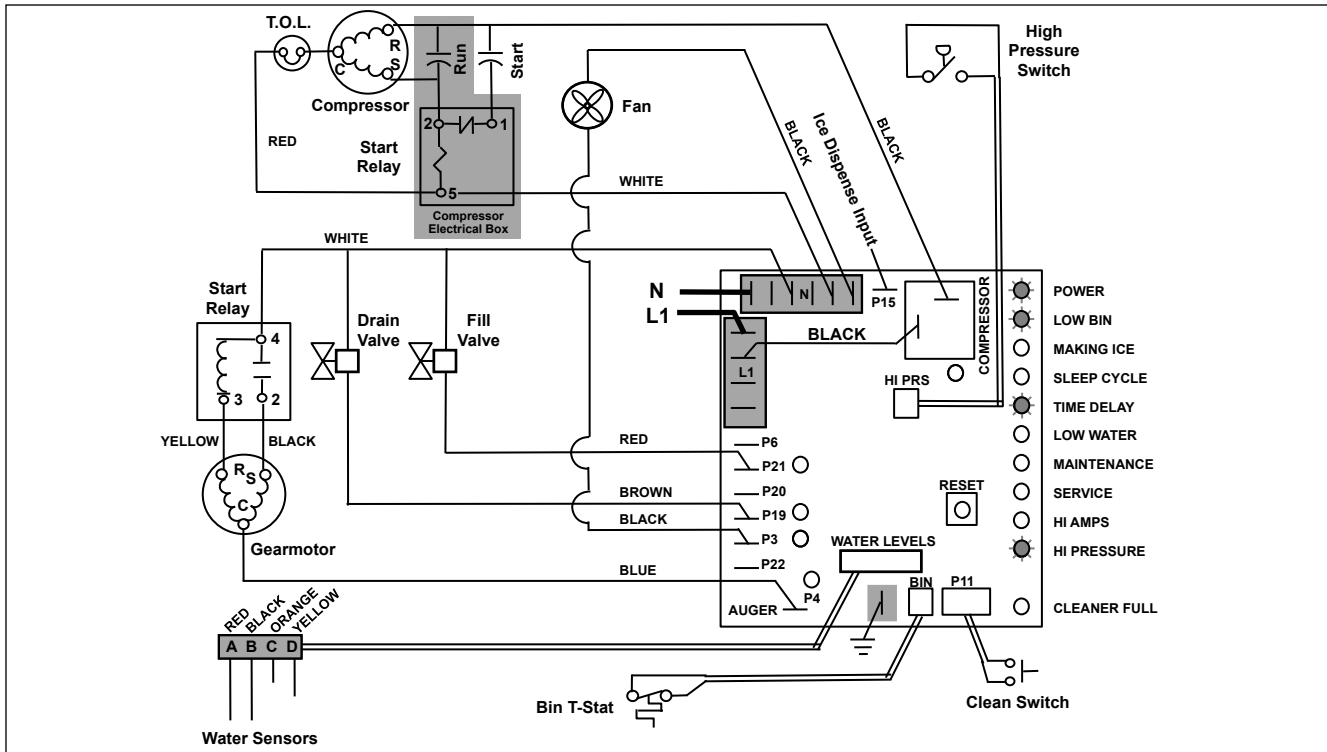 T.O.L.
R
S
C
Compressor
Run
Start
Fan
High
Pressure
Switch
RED
Start
Relay
2
1
5
Compressor
Electrical Box
WHITE
BLACK
Ice Dispense Input
BLACK
WHITE
Start
Relay
4
3
2
YELLOW
BLACK
R
S
C
Gearmotor
Drain
Valve
Fill
Valve
N
L1
N
L1
P15
BLACK
COMPRESSOR
HI PRS
POWER
LOW BIN
MAKING ICE
SLEEP CYCLE
TIME DELAY
LOW WATER
MAINTENANCE
SERVICE
HI AMPS
HI PRESSURE
CLEANER FULL
RED
P6
P21
P20
BROWN
P19
BLACK
P3
P22
BLUE
P4
AUGER
RESET
WATER LEVELS
BIN
P11
RED
BLACK
ORANGE
YELLOW
A B C D
Water Sensors
Bin T-Stat
Clean Switch